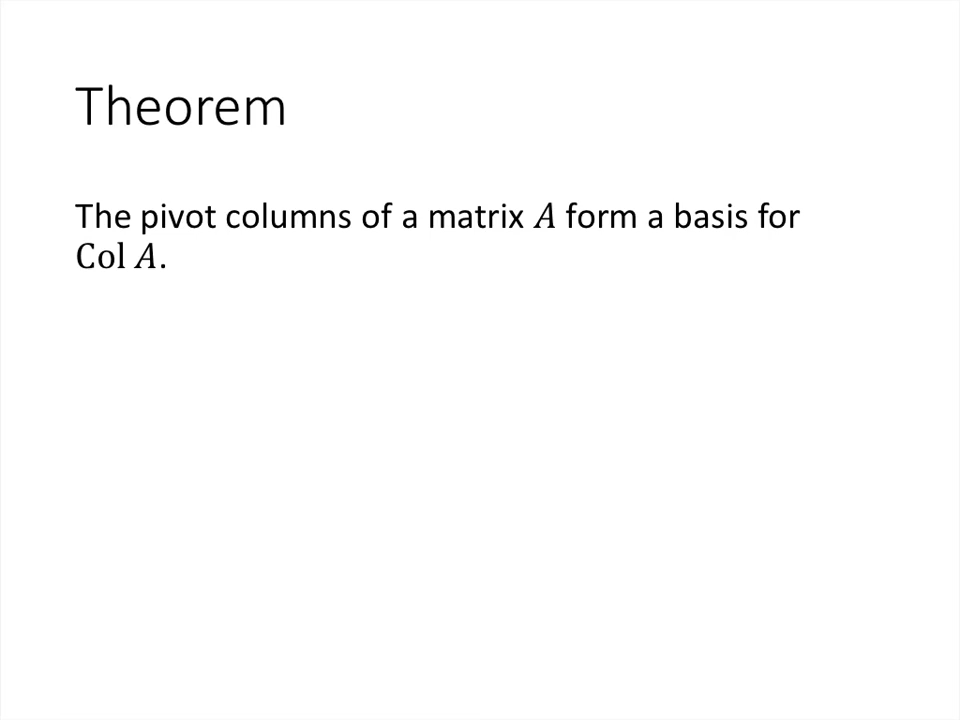 Theorem
The pivot columns of a matrix 𝐴 form a basis for
Col 𝐴.